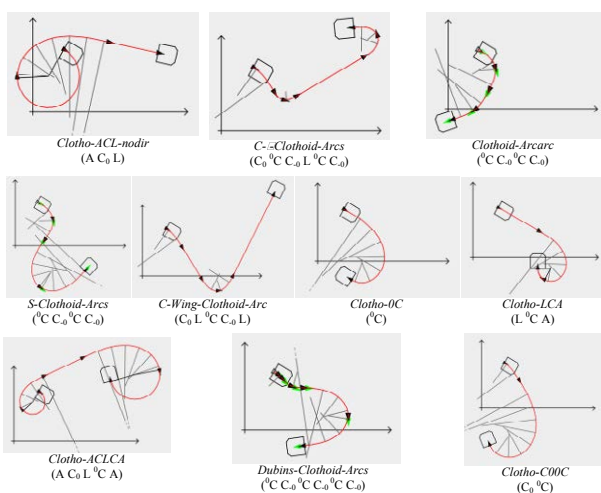 Clotho-ACL-nodir
(A C₀ L)
C- -Clothoid-Arcs
(C₀ ⁰C C₋₀ L ⁰C C₋₀)
Clothoid-Arcarc
(⁰C C₋₀ ⁰C C₋₀)
S-Clothoid-Arcs
(⁰C C₋₀ ⁰C C₋₀)
C-Wing-Clothoid-Arc
(C₀ L ⁰C C₋₀ L)
Clotho-0C
(⁰C)
Clotho-LCA
(L ⁰C A)
Clotho-ACLCA
(A C₀ L ⁰C A)
Dubins-Clothoid-Arcs
(⁰C C₋₀ ⁰C C₋₀ ⁰C C₋₀)
Clotho-C00C
(C₀ ⁰C)